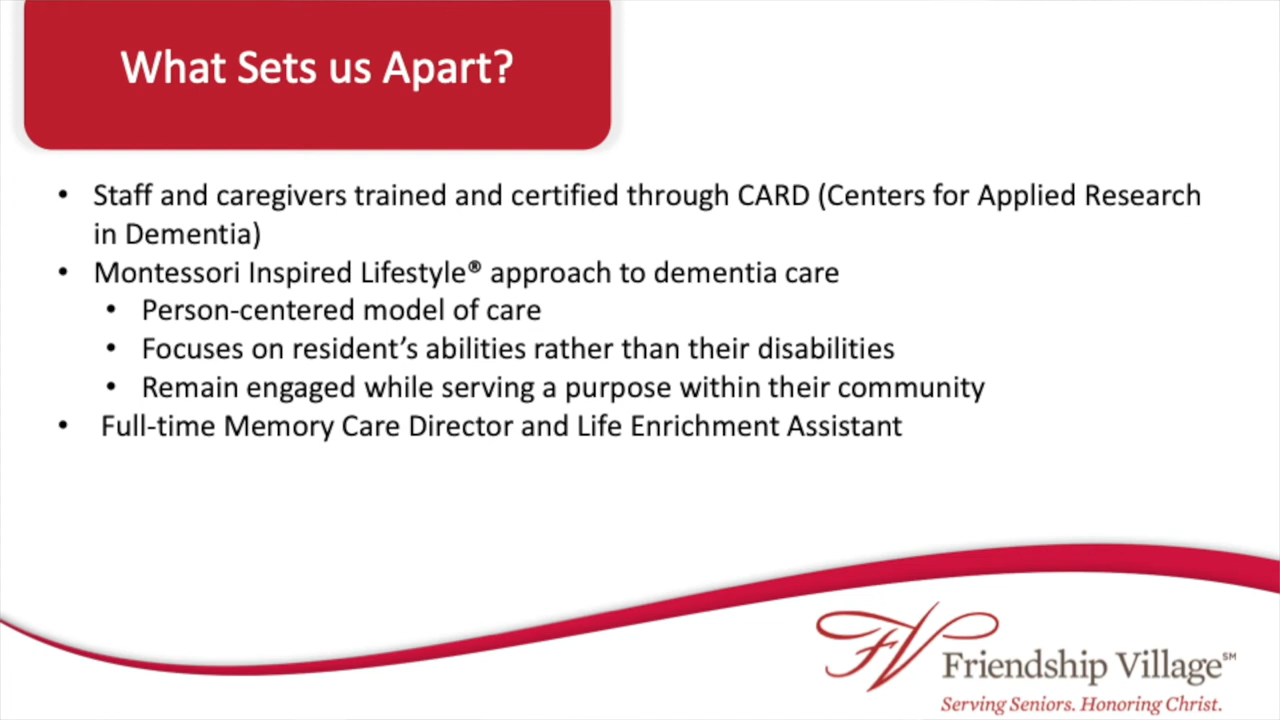 What Sets us Apart?
• Staff and caregivers trained and certified through CARD (Centers for Applied Research
in Dementia)
• Montessori Inspired Lifestyle® approach to dementia care
• Person-centered model of care
• Focuses on resident’s abilities rather than their disabilities
• Remain engaged while serving a purpose within their community
• Full-time Memory Care Director and Life Enrichment Assistant
FV
Friendship Village℠
Serving Seniors. Honoring Christ.